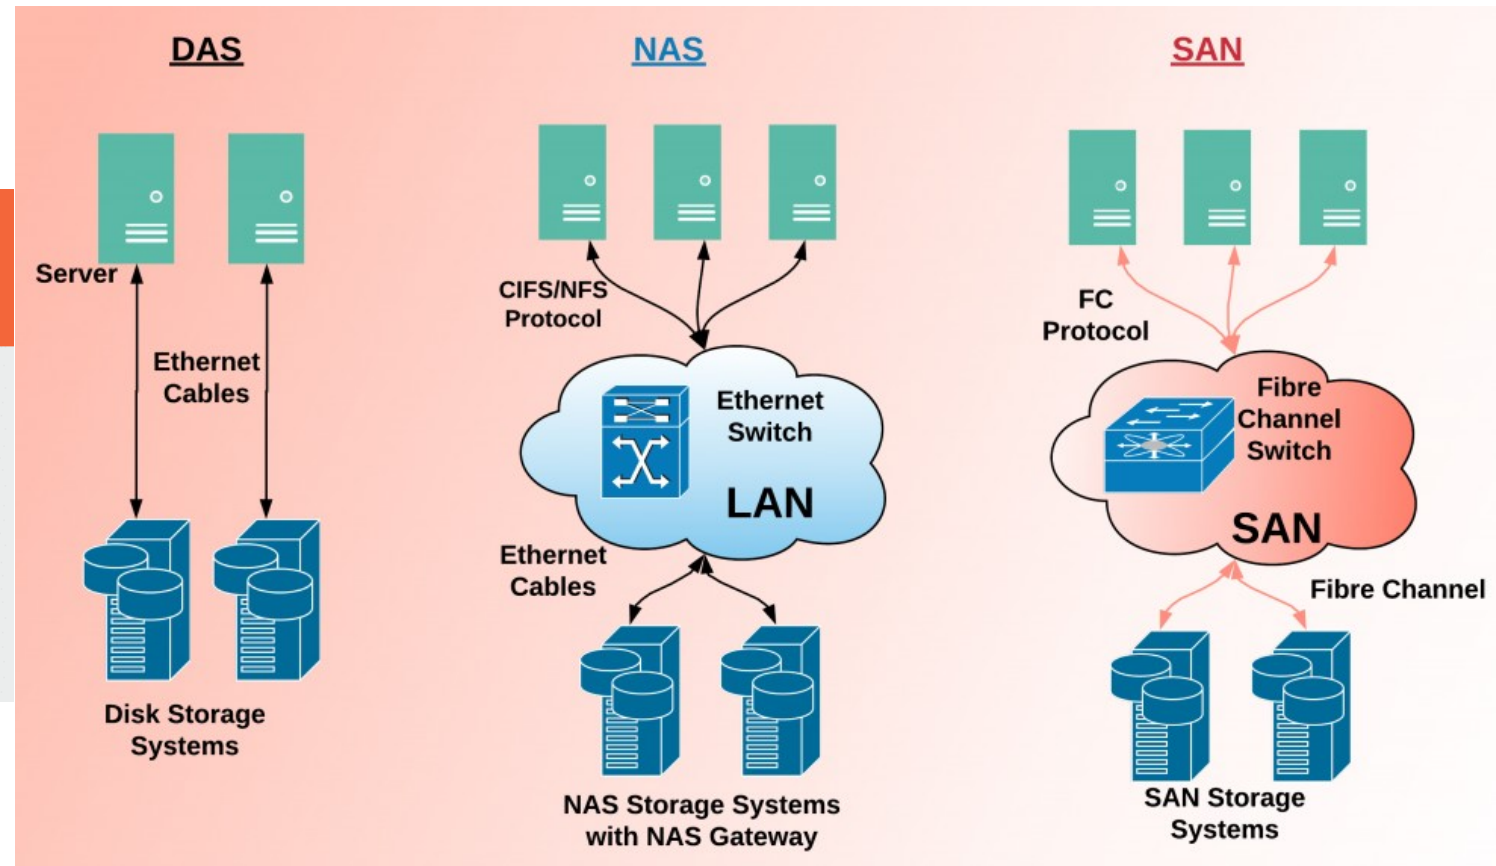 DAS
Server
Ethernet
Cables
Disk Storage
Systems
NAS
CIFS/NFS
Protocol
Ethernet
Switch
LAN
Ethernet
Cables
NAS Storage Systems
with NAS Gateway
SAN
FC
Protocol
Fibre
Channel
Switch
SAN
Fibre Channel
SAN Storage
Systems